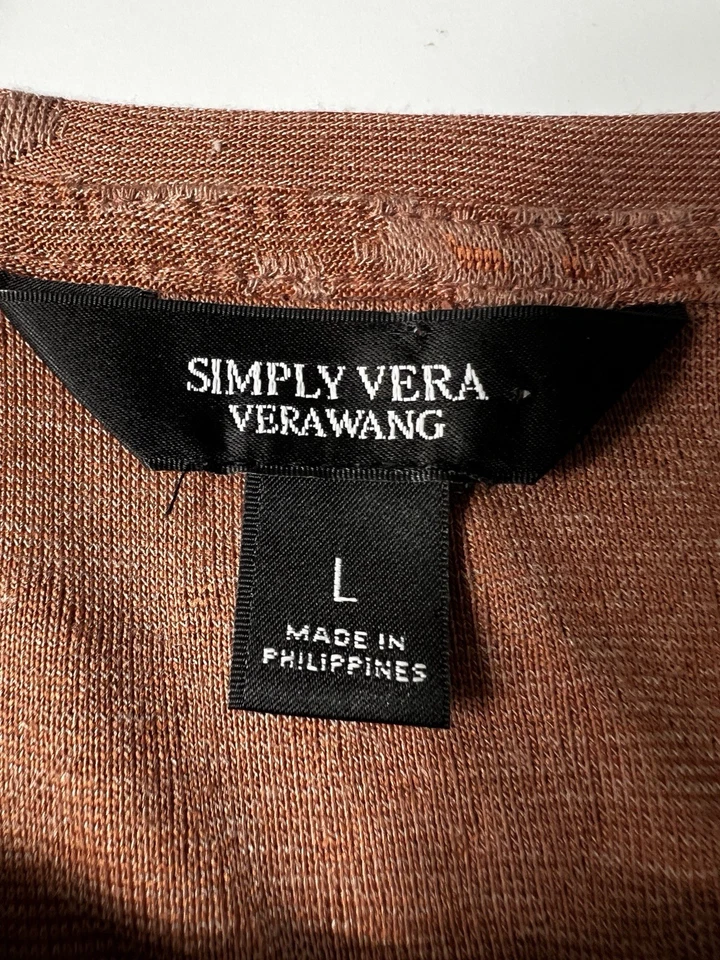 SIMPLY VERA
VERAWANG
L
MADE IN
PHILIPPINES